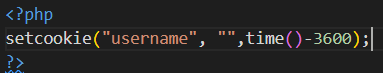 <?php
setcookie("username", "",time()-3600);
?>